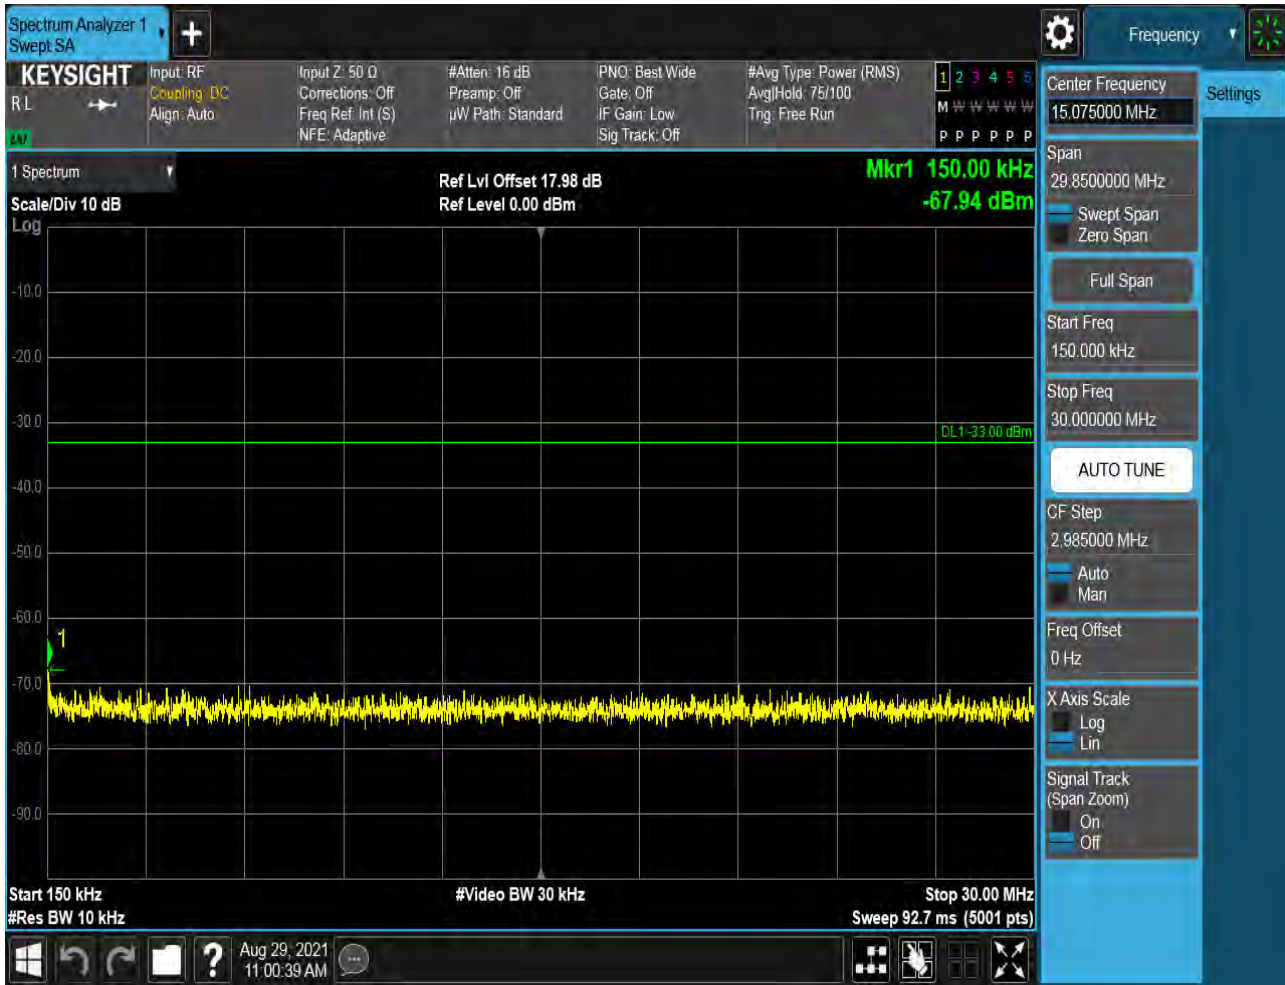 Spectrum Analyzer 1
Swept SA
Frequency
KEYSIGHT
RL
LNI
Input: RF
Coupling: DC
Align: Auto
Input Z: 50 Ω
Corrections: Off
Freq Ref: Int (S)
NFE: Adaptive
#Atten: 16 dB
Preamp: Off
µW Path: Standard
PNO: Best Wide
Gate: Off
IF Gain: Low
Sig Track: Off
#Avg Type: Power (RMS)
Avg|Hold: 75/100
Trig: Free Run
1 2 3 4 5 6
M W W W W W
P P P P P P
1 Spectrum
Scale/Div 10 dB
Log
Ref Lvl Offset 17.98 dB
Ref Level 0.00 dBm
Mkr1 150.00 kHz
-67.94 dBm
-10.0
-20.0
-30.0
DL1 -33.00 dBm
-40.0
-50.0
-60.0
1
-70.0
-80.0
-90.0
Start 150 kHz
#Res BW 10 kHz
#Video BW 30 kHz
Stop 30.00 MHz
Sweep 92.7 ms (5001 pts)
Aug 29, 2021
11:00:39 AM
Center Frequency
15.075000 MHz
Settings
Span
29.8500000 MHz
Swept Span
Zero Span
Full Span
Start Freq
150.000 kHz
Stop Freq
30.000000 MHz
AUTO TUNE
CF Step
2.985000 MHz
Auto
Man
Freq Offset
0 Hz
X Axis Scale
Log
Lin
Signal Track
(Span Zoom)
On
Off